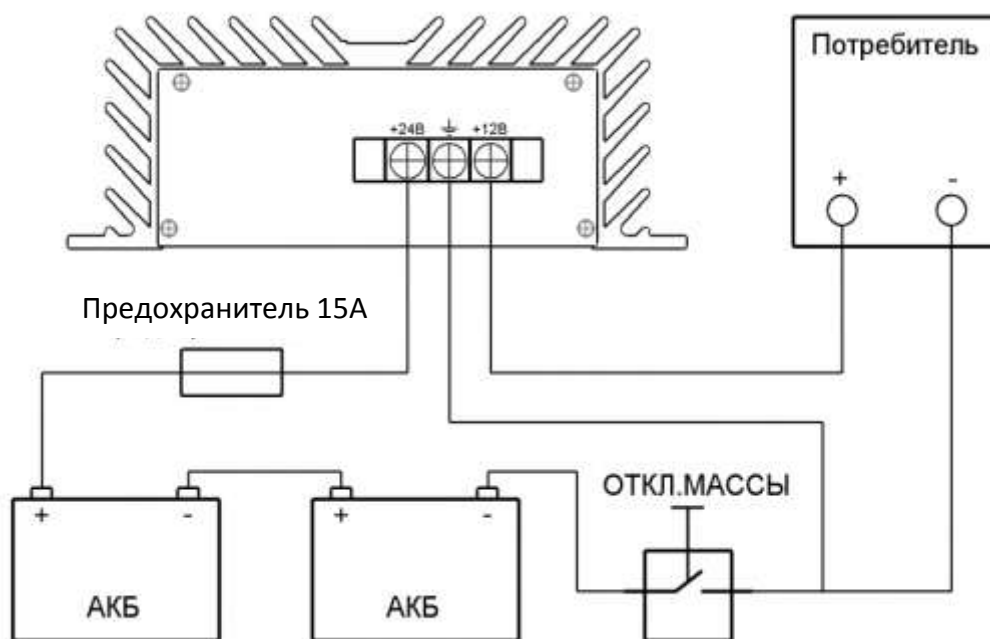 Потребитель
+24В ⏚ +12В
+ -
Предохранитель 15А
ОТКЛ.МАССЫ
+ - + -
АКБ АКБ